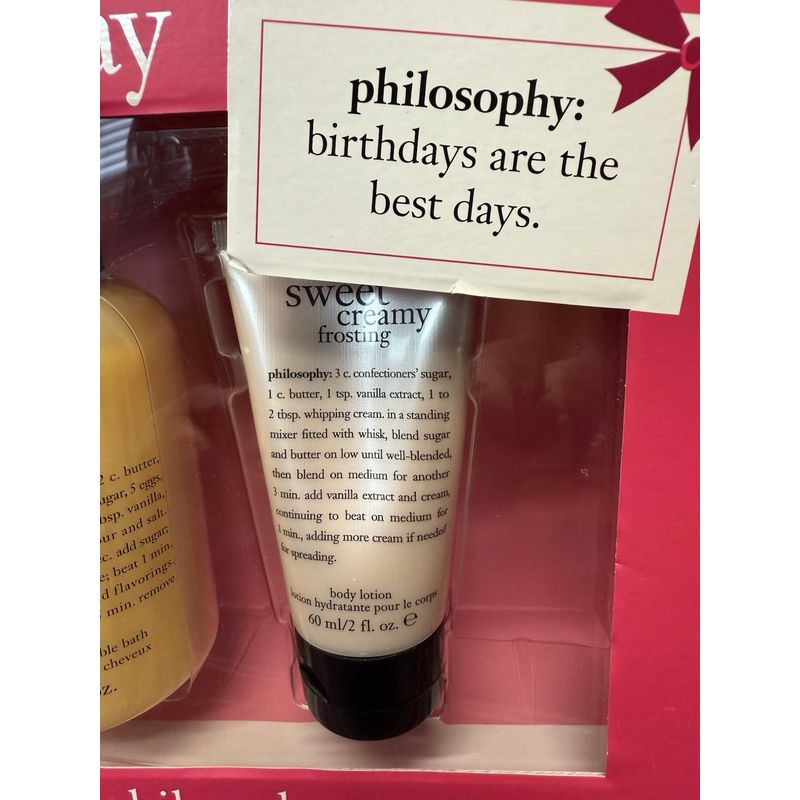 ay
philosophy:
birthdays are the
best days.
sweet
creamy
frosting
philosophy: 3 c. confectioners' sugar,
1 c. butter, 1 tsp. vanilla extract, 1 to
2 tbsp. whipping cream. in a standing
mixer fitted with whisk, blend sugar
and butter on low until well-blended,
then blend on medium for another
3 min. add vanilla extract and cream,
continuing to beat on medium for
1 min., adding more cream if needed
for spreading.
body lotion
lotion hydratante pour le corps
60 ml/2 fl. oz. ℮
2 c. butter,
ugar, 5 eggs,
bsp. vanilla,
our and salt.
ec. add sugar,
e; beat 1 min.
d flavorings.
min. remove
ble bath
cheveux
oz.